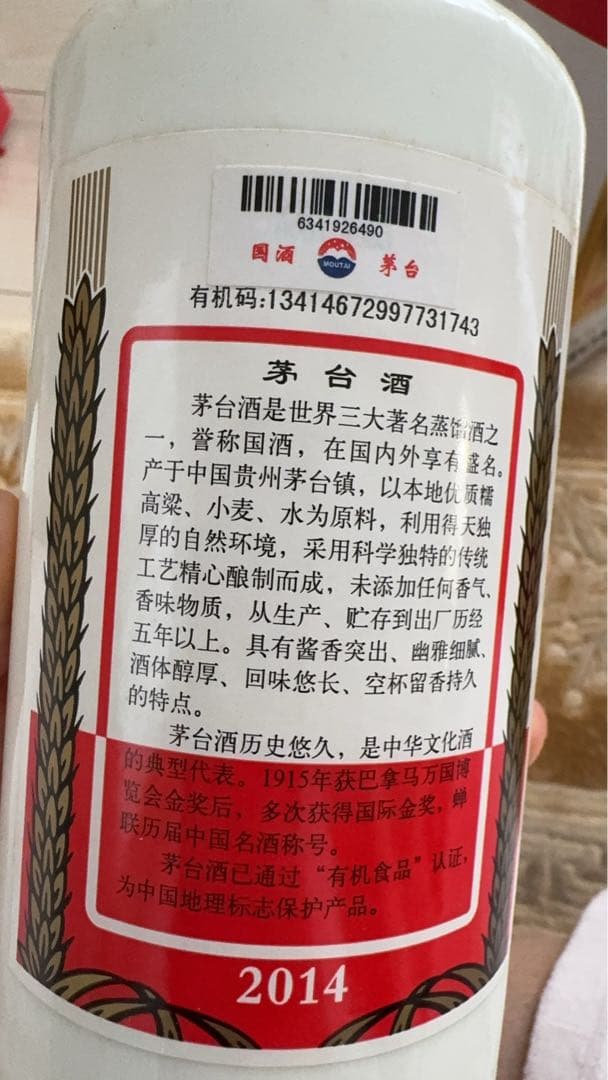 6341926490
国酒 MOUTAI 茅台
有机码:13414672997731743
茅台酒
茅台酒是世界三大著名蒸馏酒之
一，誉称国酒，在国内外享有盛名。
产于中国贵州茅台镇，以本地优质糯
高粱、小麦、水为原料，利用得天独
厚的自然环境，采用科学独特的传统
工艺精心酿制而成，未添加任何香气、
香味物质，从生产、贮存到出厂历经
五年以上。具有酱香突出、幽雅细腻、
酒体醇厚、回味悠长、空杯留香持久
的特点。
茅台酒历史悠久，是中华文化酒
的典型代表。1915年获巴拿马万国博
览会金奖后，多次获得国际金奖，蝉
联历届中国名酒称号。
茅台酒已通过“有机食品”认证，
为中国地理标志保护产品。
2014